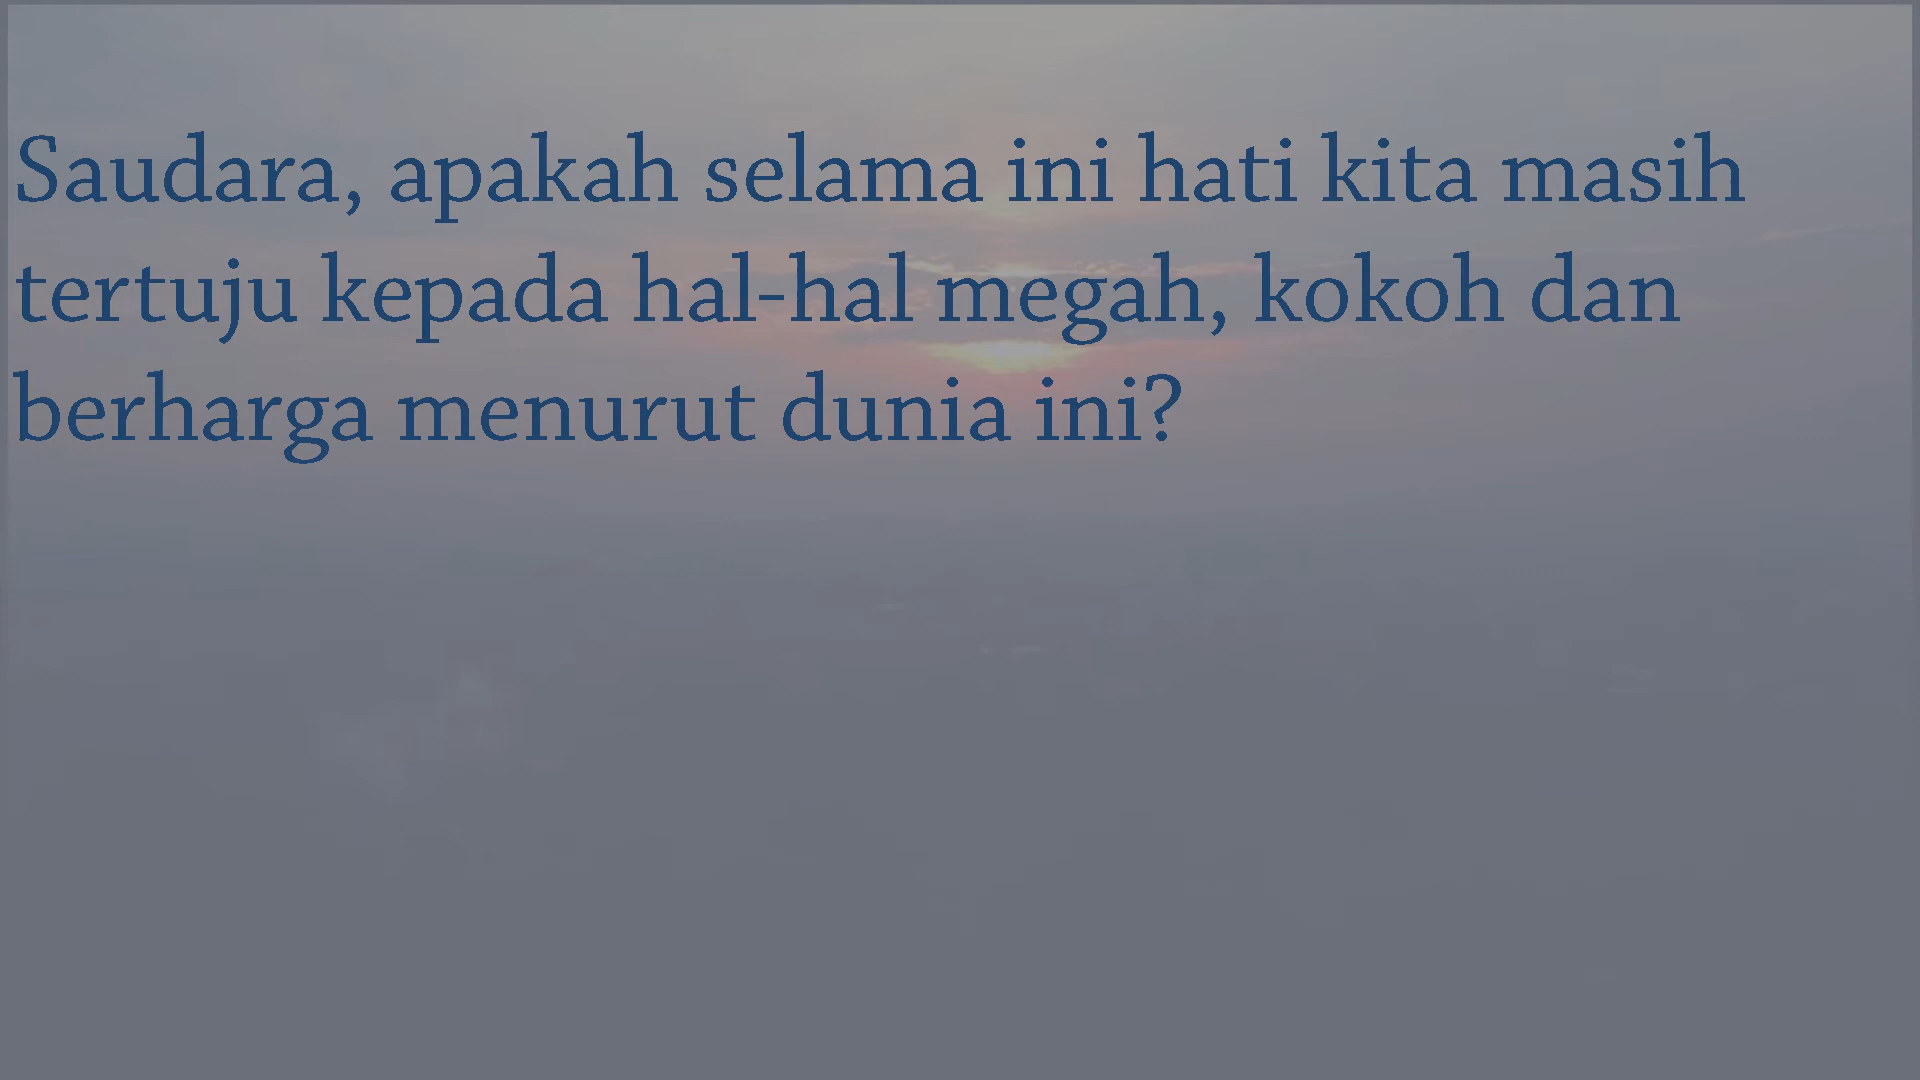 Saudara, apakah selama ini hati kita masih
tertuju kepada hal-hal megah, kokoh dan
berharga menurut dunia ini?